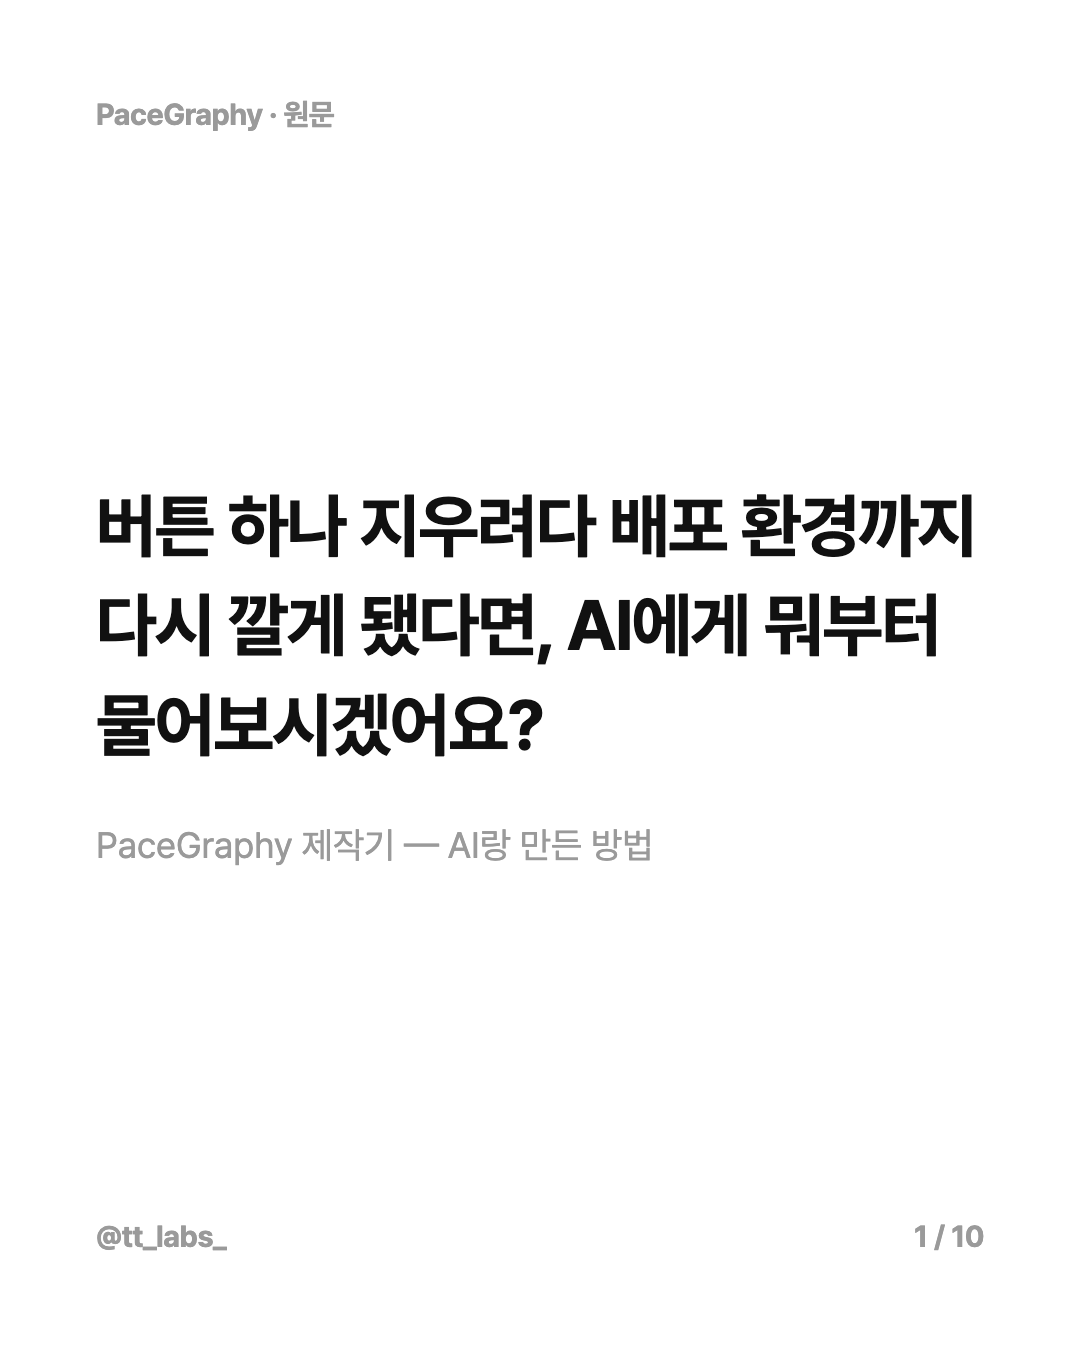 PaceGraphy · 원문
버튼 하나 지우려다 배포 환경까지
다시 깔게 됐다면, AI에게 뭐부터
물어보시겠어요?
PaceGraphy 제작기 — AI랑 만든 방법
@tt_labs_
1 / 10